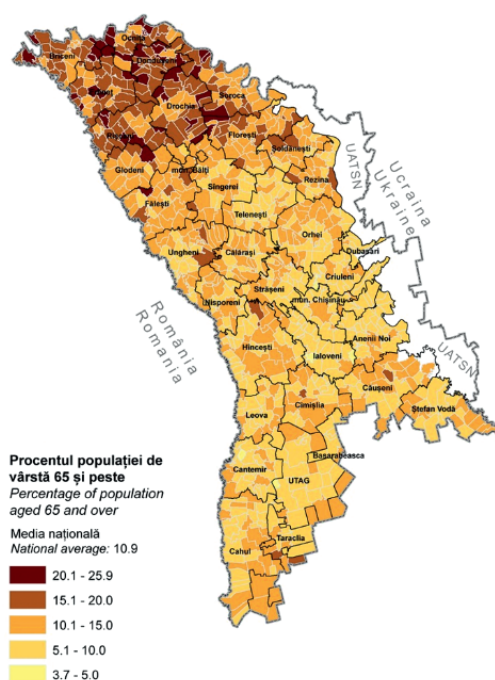 Ocnița
Briceni
Dondușeni
Edineț
Soroca
Drochia
Rîșcani
Florești
Șoldănești
Glodeni
mun. Bălți
Rezina
Sîngerei
Fălești
Telenești
Orhei
Ungheni
Călărași
Dubăsari
Criuleni
Strășeni
Nisporeni
mun. Chișinău
Anenii Noi
Hîncești
Ialoveni
Căușeni
Ștefan Vodă
Cimișlia
Leova
Basarabeasca
Cantemir
UTAG
Taraclia
Cahul
UATSN
Ucraina
Ukraine
România
Romania
UATSN
Procentul populației de
vârstă 65 și peste
Percentage of population
aged 65 and over
Media națională
National average: 10.9
20.1 - 25.9
15.1 - 20.0
10.1 - 15.0
5.1 - 10.0
3.7 - 5.0